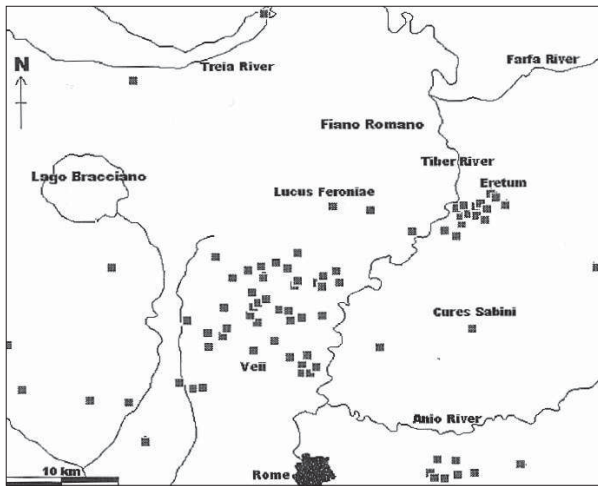 Treia River
Farfa River
N
Fiano Romano
Tiber River
Lago Bracciano
Lucus Feroniae
Eretum
Cures Sabini
Veii
Anio River
10 km
Rome